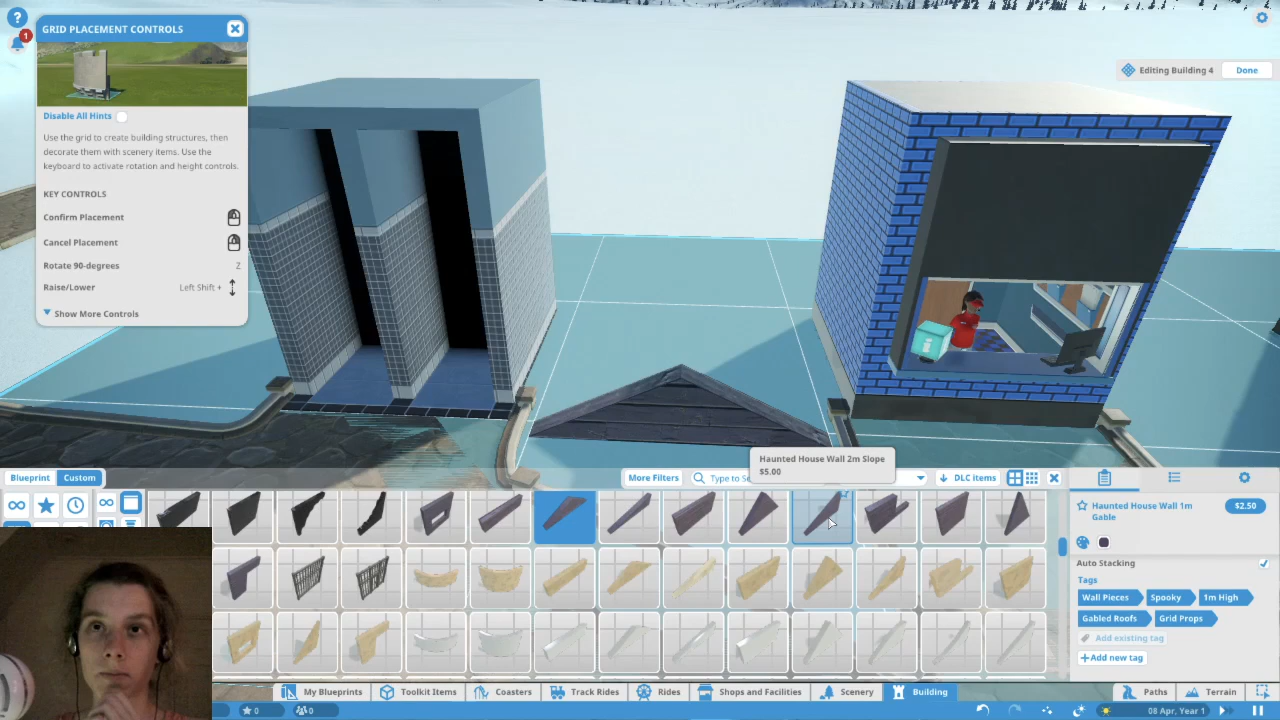 ?
1
GRID PLACEMENT CONTROLS
Disable All Hints
Use the grid to create building structures, then
decorate them with scenery items. Use the
keyboard to activate rotation and height controls.
KEY CONTROLS
Confirm Placement
Cancel Placement
Rotate 90-degrees Z
Raise/Lower Left Shift +
Show More Controls
Editing Building 4 Done
Haunted House Wall 2m Slope
$5.00
Blueprint Custom More Filters Type to Se DLC items
Haunted House Wall 1m
Gable
$2.50
Auto Stacking
Tags
Wall Pieces Spooky 1m High
Gabled Roofs Grid Props
Add existing tag
+Add new tag
My Blueprints Toolkit Items Coasters Track Rides Rides Shops and Facilities Scenery Building Paths Terrain
0 0 08 Apr, Year 1